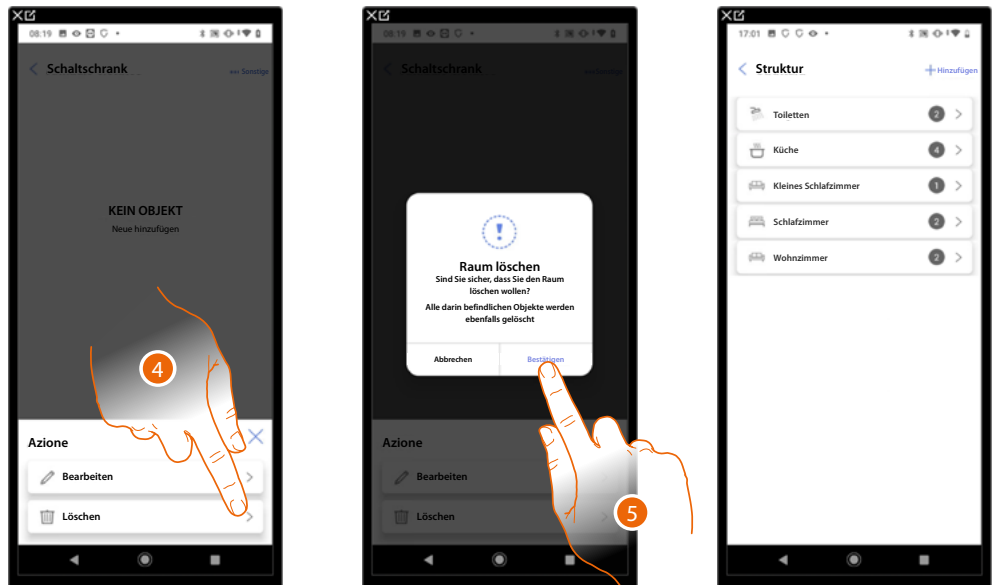 08:19
Schaltschrank
Sonstige
KEIN OBJEKT
Neue hinzufügen
4
Azione
Bearbeiten
Löschen
08:19
Schaltschrank
Raum löschen
Sind Sie sicher, dass Sie den Raum
löschen wollen?
Alle darin befindlichen Objekte werden
ebenfalls gelöscht
Abbrechen
Bestätigen
Azione
Bearbeiten
Löschen
5
17:01
Struktur
Hinzufügen
Toiletten 2
Küche 4
Kleines Schlafzimmer 1
Schlafzimmer 2
Wohnzimmer 2